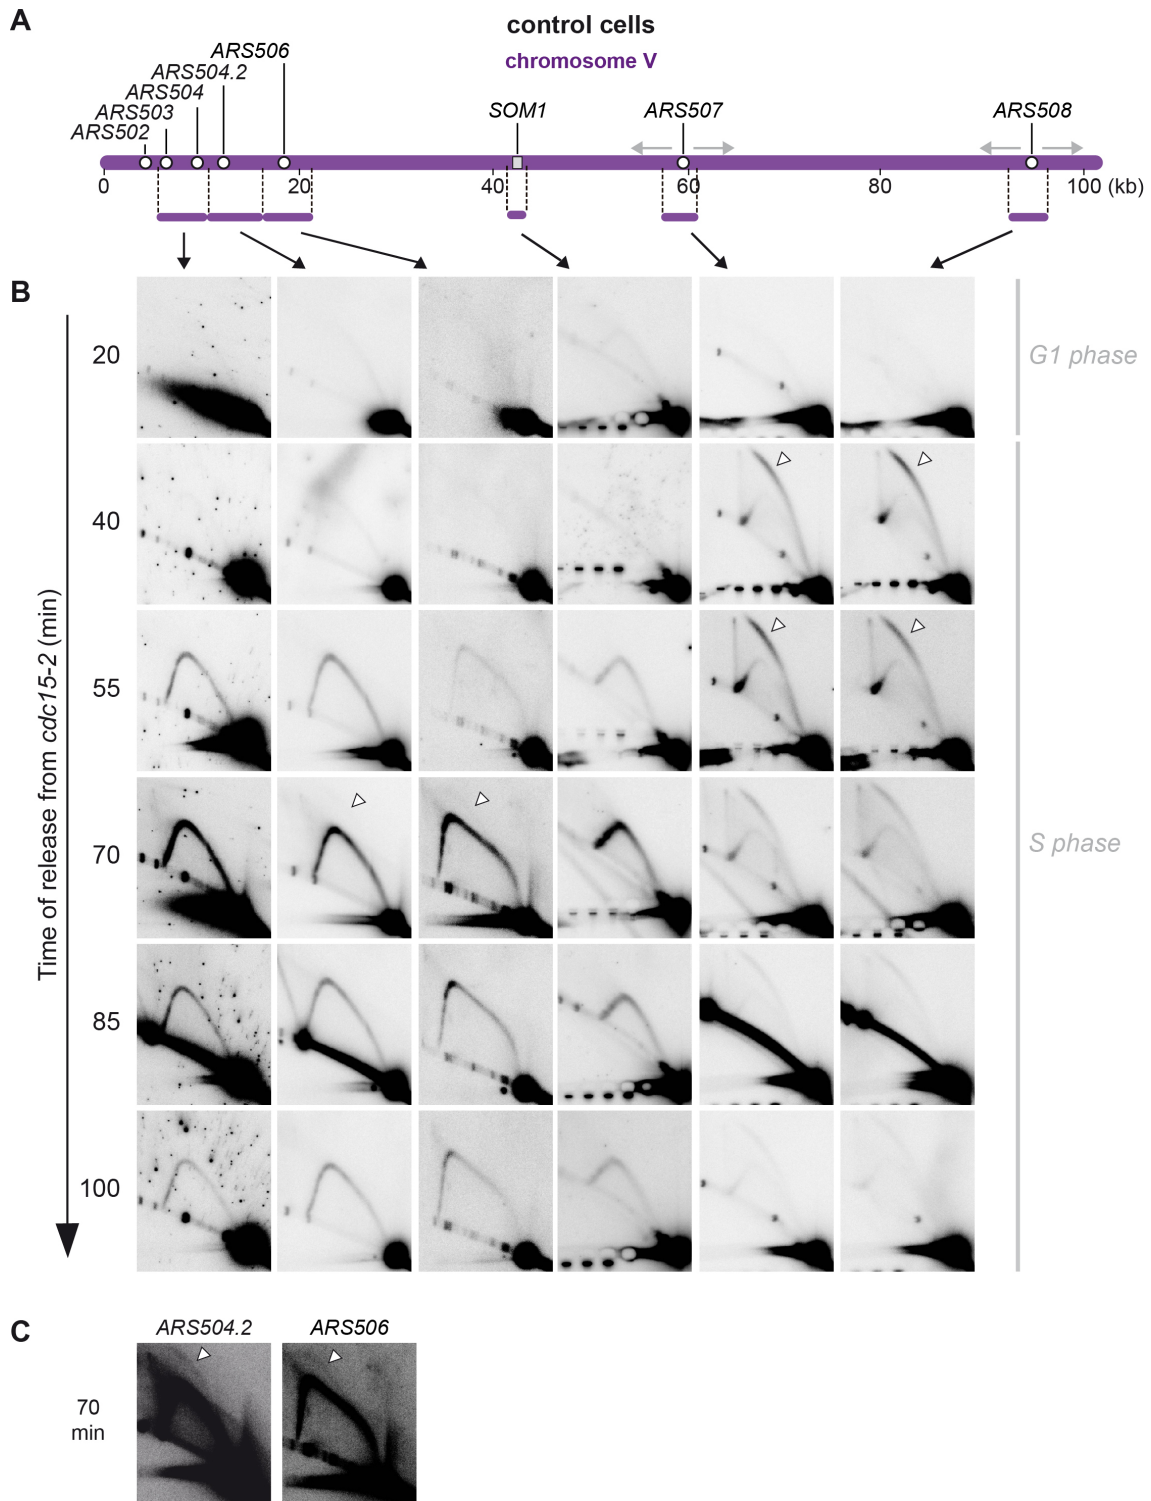 A
control cells
chromosome V
ARS506
ARS504.2
ARS504
ARS503
ARS502
SOM1
ARS507
ARS508
0 20 40 60 80 100 (kb)
B
Time of release from cdc15-2 (min)
20
40
55
70
85
100
G1 phase
S phase
C
ARS504.2 ARS506
70
min